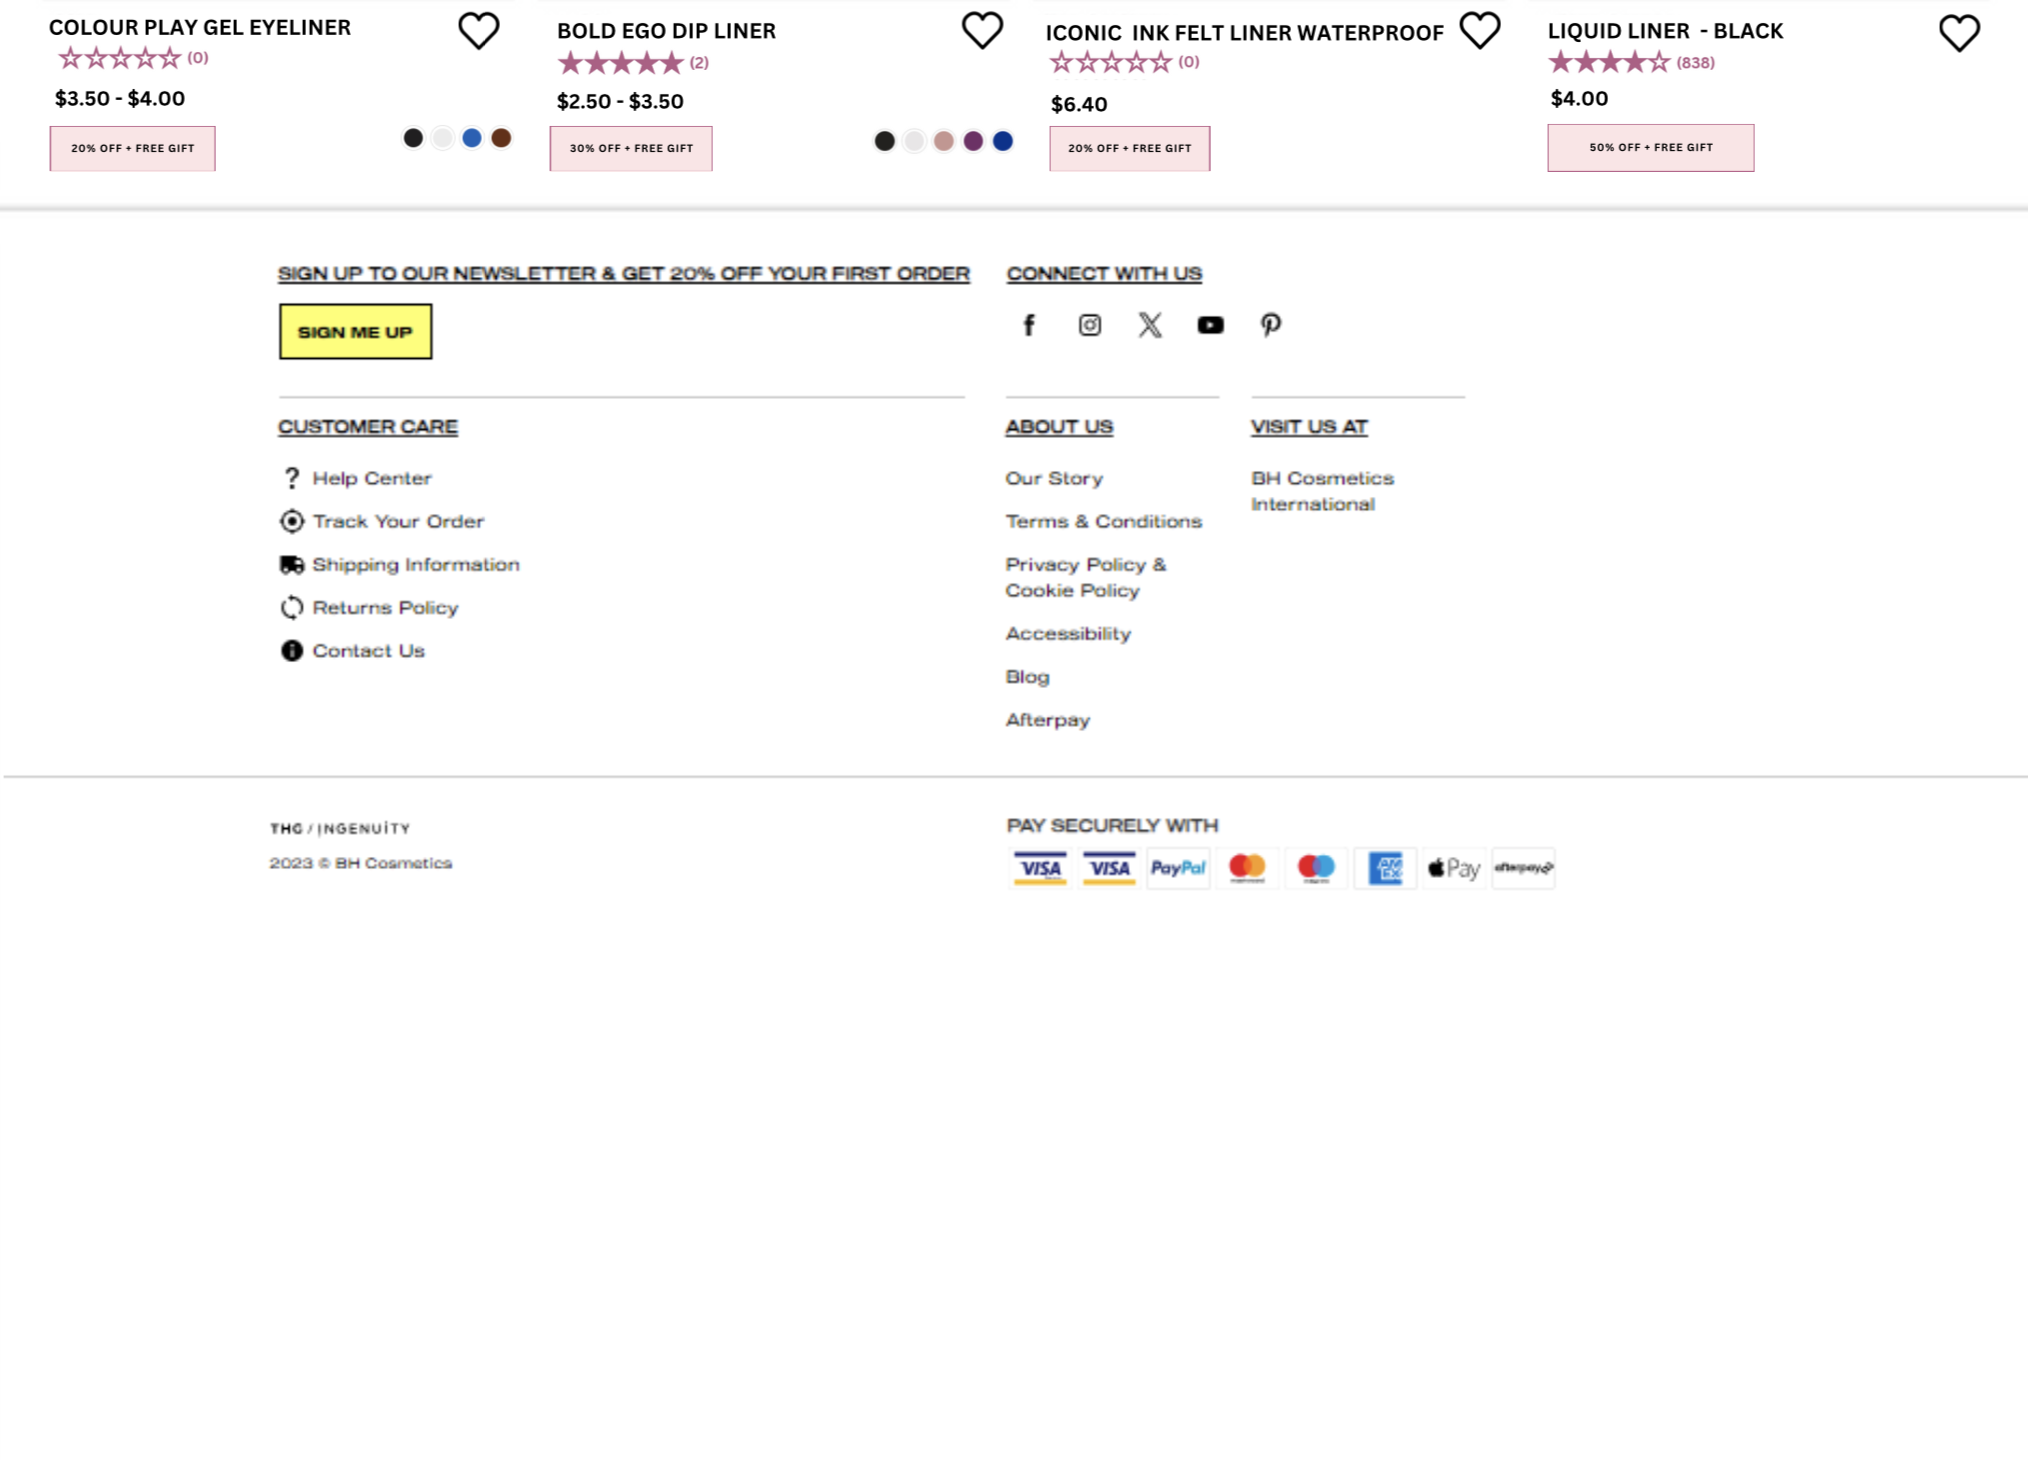 COLOUR PLAY GEL EYELINER
(0)
$3.50 - $4.00
20% OFF + FREE GIFT
BOLD EGO DIP LINER
(2)
$2.50 - $3.50
30% OFF + FREE GIFT
ICONIC INK FELT LINER WATERPROOF
(0)
$6.40
20% OFF + FREE GIFT
LIQUID LINER - BLACK
(838)
$4.00
50% OFF + FREE GIFT
SIGN UP TO OUR NEWSLETTER & GET 20% OFF YOUR FIRST ORDER
SIGN ME UP
CONNECT WITH US
CUSTOMER CARE
? Help Center
Track Your Order
Shipping Information
Returns Policy
Contact Us
ABOUT US
Our Story
Terms & Conditions
Privacy Policy &
Cookie Policy
Accessibility
Blog
Afterpay
VISIT US AT
BH Cosmetics
International
THG / INGENUITY
2023 © BH Cosmetics
PAY SECURELY WITH
VISA
VISA
PayPal
AMEX
Pay
afterpay